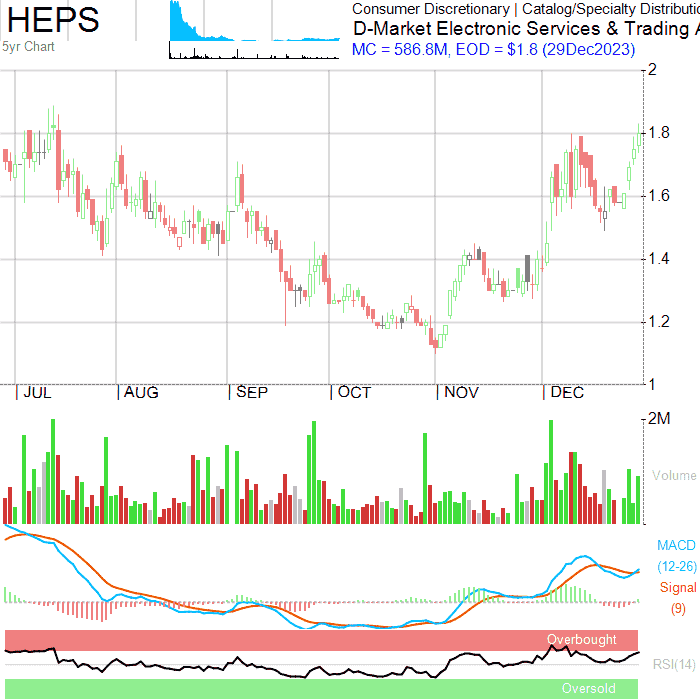 HEPS
5yr Chart
Consumer Discretionary | Catalog/Specialty Distributio
D-Market Electronic Services & Trading A
MC = 586.8M, EOD = $1.8 (29Dec2023)
2
1.8
1.6
1.4
1.2
1
JUL AUG SEP OCT NOV DEC
2M
Volume
MACD
(12-26)
Signal
(9)
Overbought
RSI(14)
Oversold